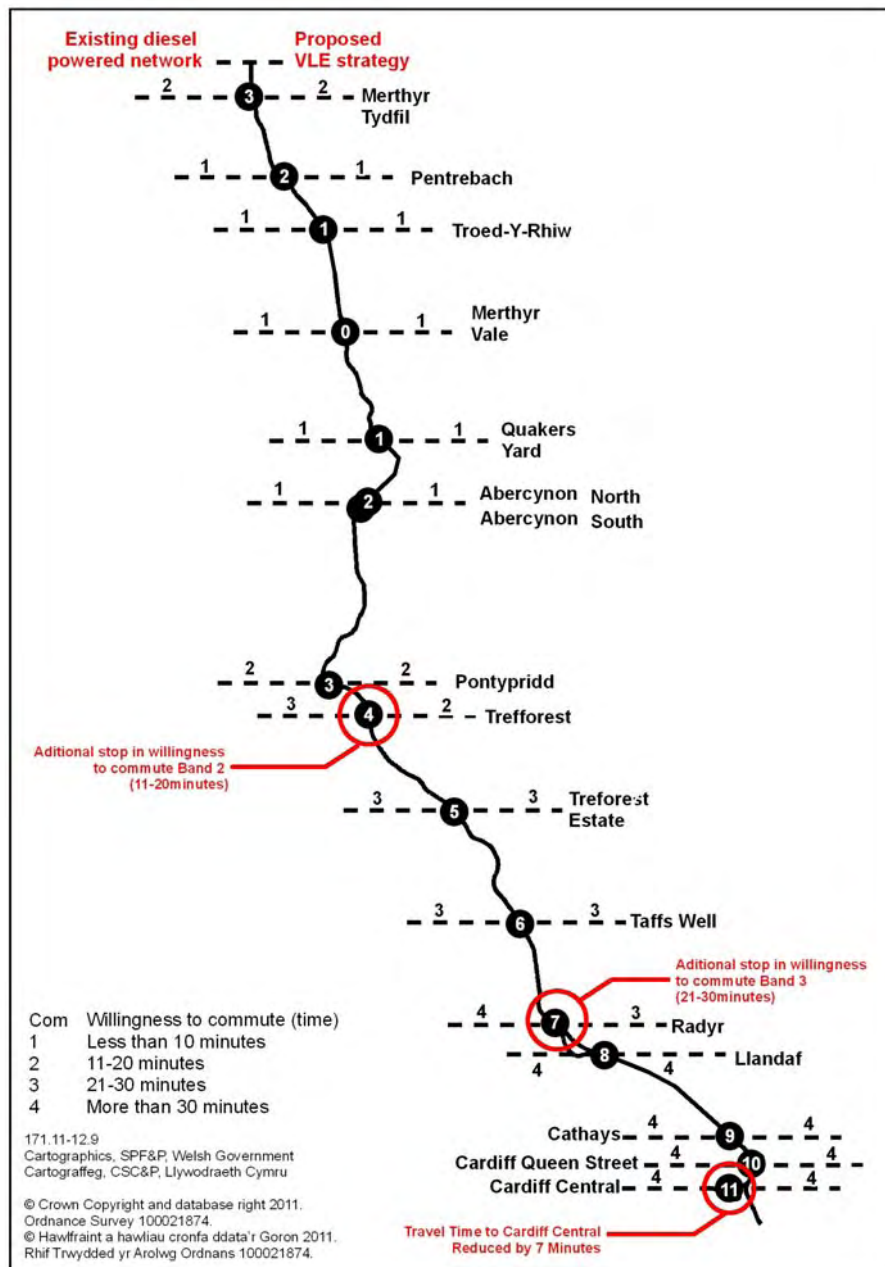 Existing diesel
powered network
Proposed
VLE strategy
2 3 2 Merthyr
Tydfil
1 2 1 Pentrebach
1 1 1 Troed-Y-Rhiw
1 0 1 Merthyr
Vale
1 1 1 Quakers
Yard
1 2 1 Abercynon North
Abercynon South
2 3 2 Pontypridd
3 4 2 Trefforest
Aditional stop in willingness
to commute Band 2
(11-20minutes)
3 5 3 Treforest
Estate
3 6 3 Taffs Well
Aditional stop in willingness
to commute Band 3
(21-30minutes)
4 7 3 Radyr
4 8 4 Llandaf
Cathays 4 9 4
Cardiff Queen Street 4 10 4
Cardiff Central 4 11 4
Travel Time to Cardiff Central
Reduced by 7 Minutes
Com Willingness to commute (time)
1 Less than 10 minutes
2 11-20 minutes
3 21-30 minutes
4 More than 30 minutes
171.11-12.9
Cartographics, SPF&P, Welsh Government
Cartograffeg, CSC&P, Llywodraeth Cymru
© Crown Copyright and database right 2011.
Ordnance Survey 100021874.
© Hawlfraint a hawliau cronfa ddata'r Goron 2011.
Rhif Trwydded yr Arolwg Ordnans 100021874.